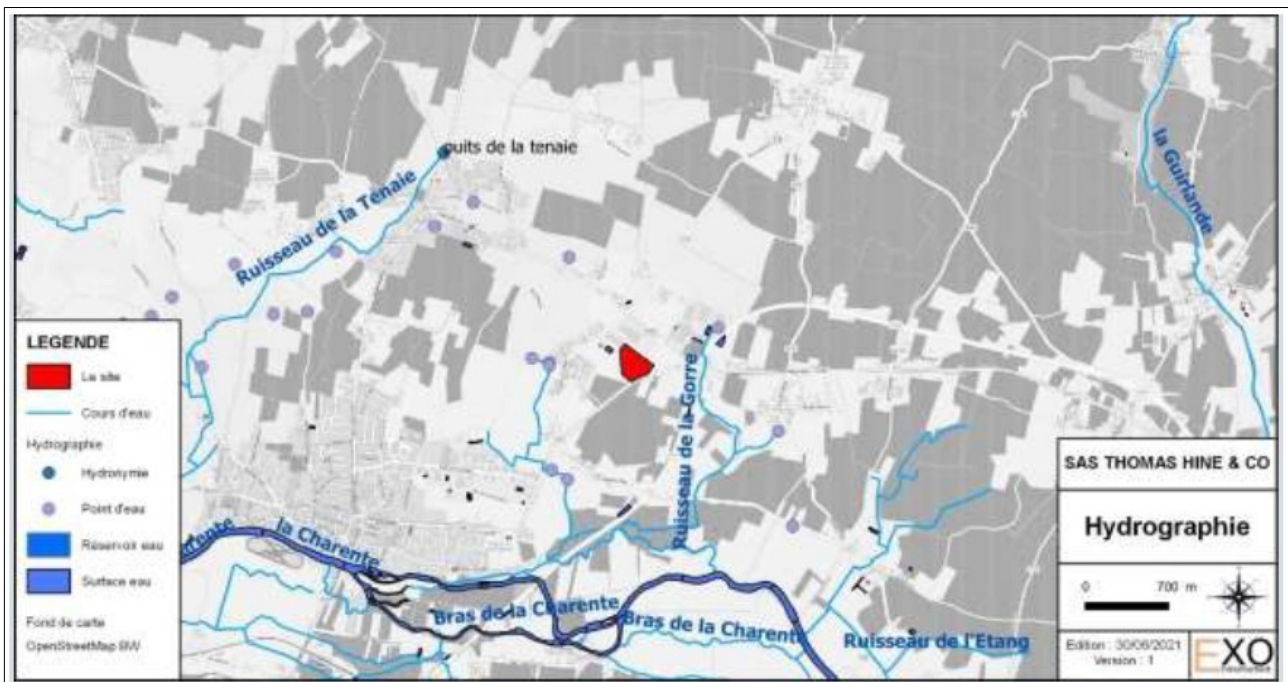 puits de la tenaie
Ruisseau de la Tenaie
la Guirlande
Ruisseau de la Gorre
la Charente
Bras de la Charente
Bras de la Charente
Ruisseau de l'Etang
LEGENDE
Le site
Cours d'eau
Hydrographie
Hydronymie
Point d'eau
Réservoir eau
Surface eau
Fond de carte
OpenStreetMap BW
SAS THOMAS HINE & CO
Hydrographie
0 700 m
Edition : 30/06/2021
Version : 1
EXO